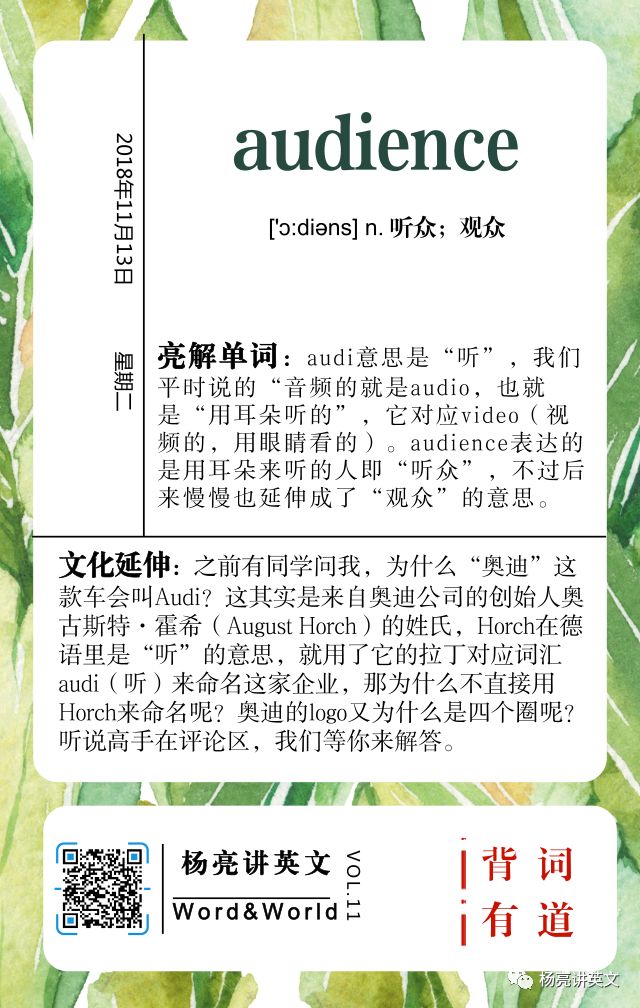 audience
['ɔ:diəns] n. 听众；观众
2018年11月13日
星期二
亮解单词：audi意思是“听”，我们
平时说的“音频的就是audio，也就
是“用耳朵听的”，它对应video（视
频的，用眼睛看的）。audience表达的
是用耳朵来听的人即“听众”，不过后
来慢慢也延伸成了“观众”的意思。
文化延伸：之前有同学问我，为什么“奥迪”这
款车会叫Audi？这其实是来自奥迪公司的创始人奥
古斯特·霍希（August Horch）的姓氏，Horch在德
语里是“听”的意思，就用了它的拉丁对应词汇
audi（听）来命名这家企业，那为什么不直接用
Horch来命名呢？奥迪的logo又为什么是四个圈呢？
听说高手在评论区，我们等你来解答。
杨亮讲英文
Word&World
VOL.11
背词
有道
杨亮讲英文